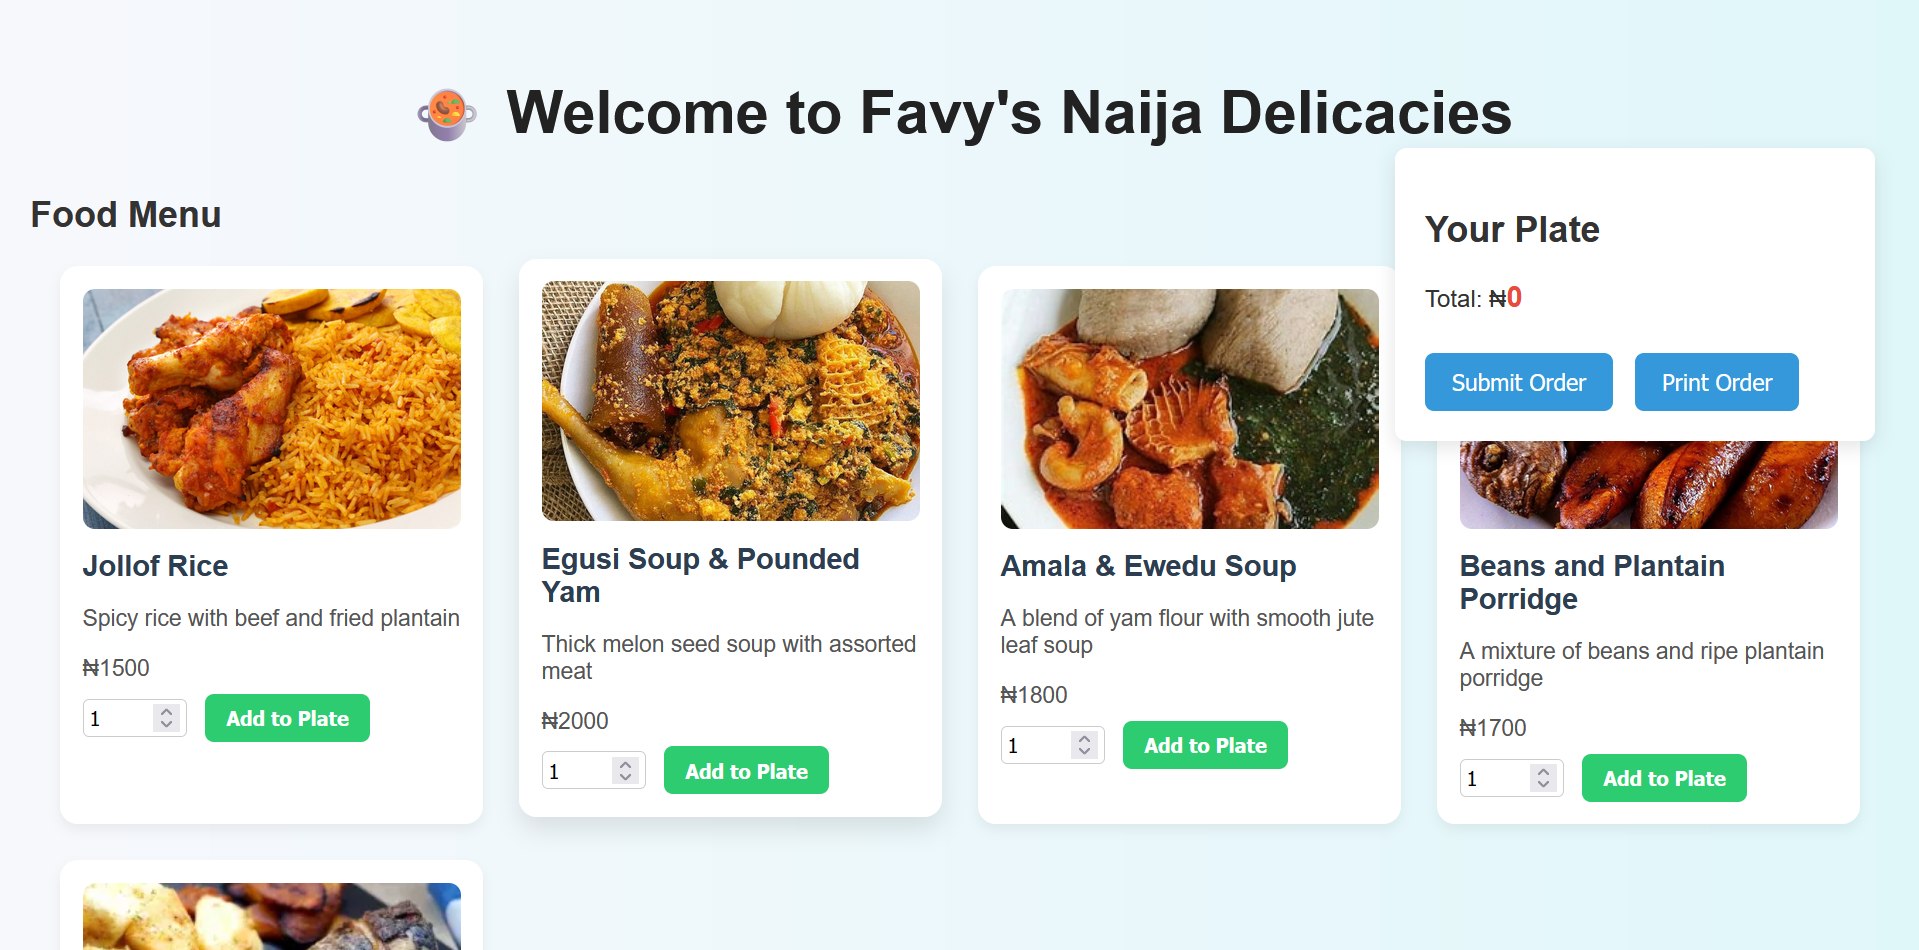 Welcome to Favy's Naija Delicacies
Food Menu
Your Plate
Total: ₦0
Submit Order
Print Order
Jollof Rice
Spicy rice with beef and fried plantain
₦1500
1
Add to Plate
Egusi Soup & Pounded
Yam
Thick melon seed soup with assorted
meat
₦2000
1
Add to Plate
Amala & Ewedu Soup
A blend of yam flour with smooth jute
leaf soup
₦1800
1
Add to Plate
Beans and Plantain
Porridge
A mixture of beans and ripe plantain
porridge
₦1700
1
Add to Plate